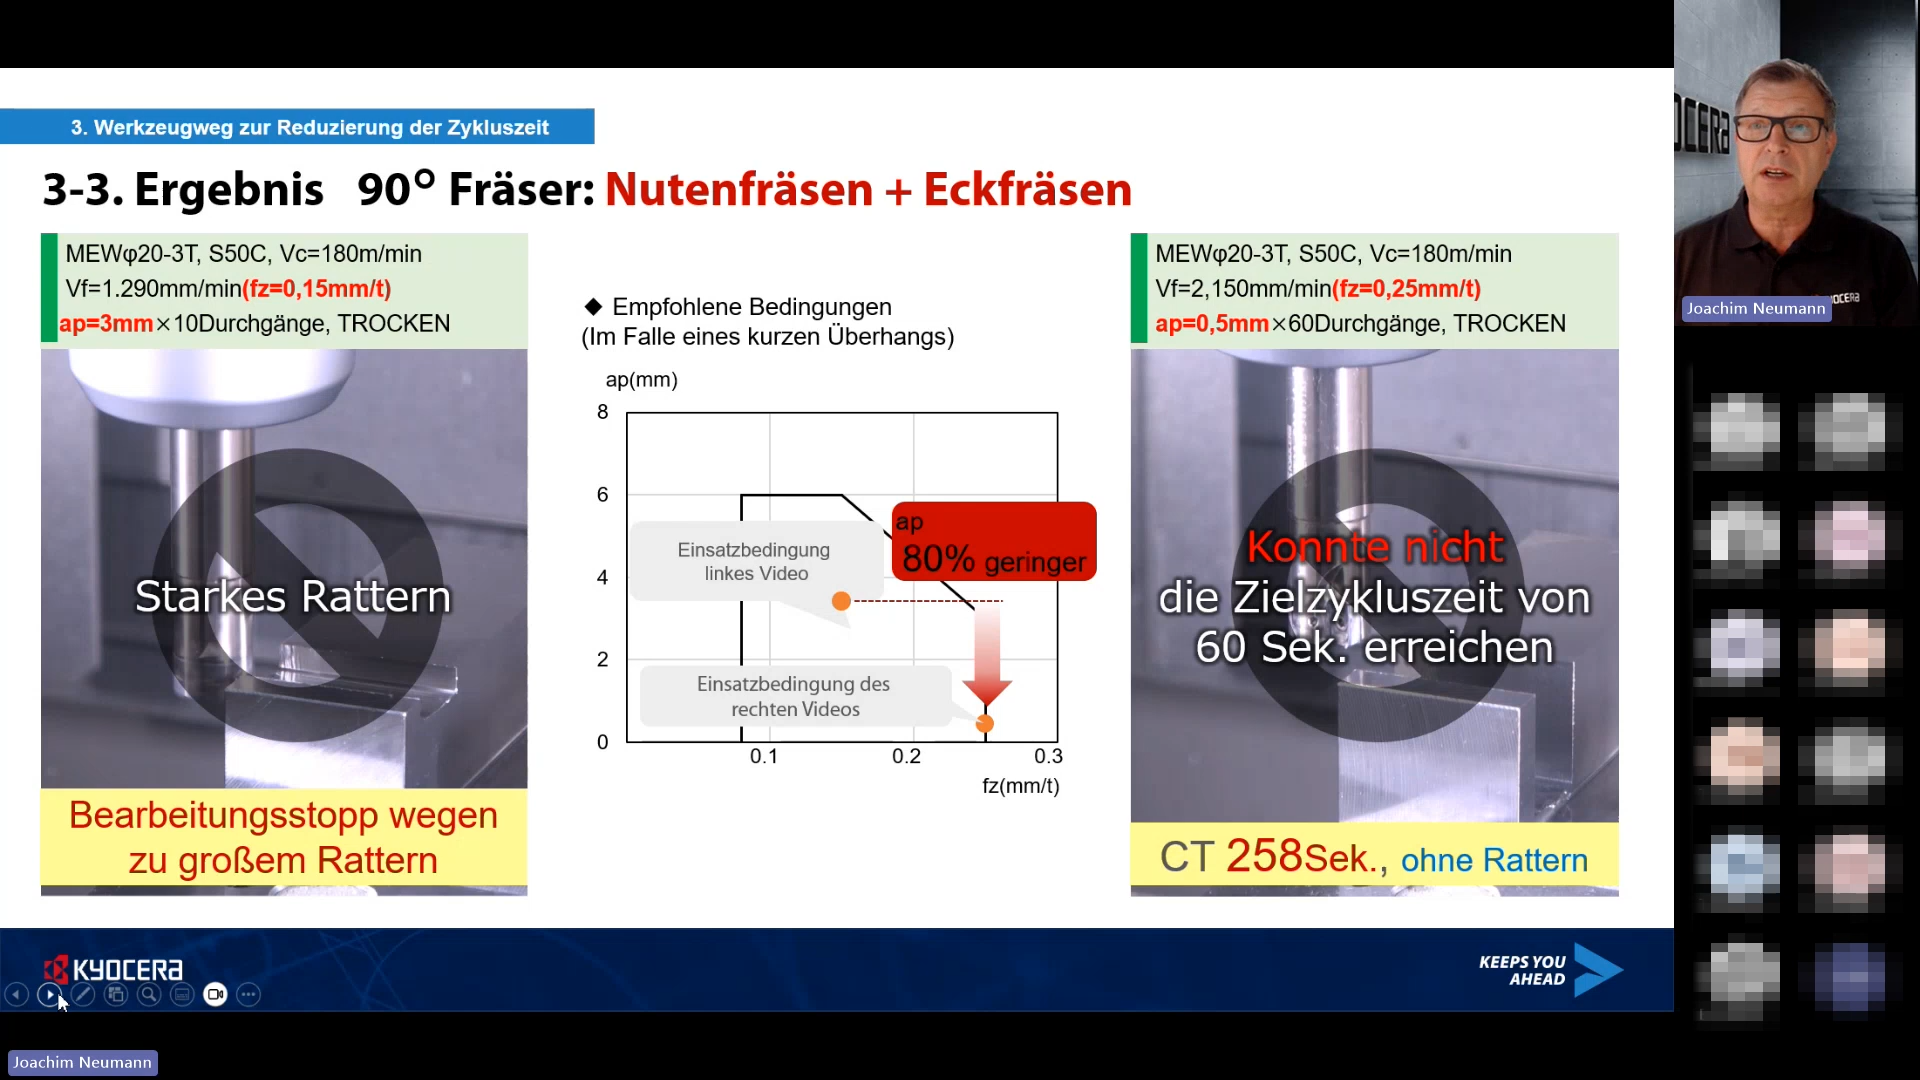 3. Werkzeugweg zur Reduzierung der Zykluszeit
3-3. Ergebnis 90° Fräser: Nutenfräsen + Eckfräsen
MEWφ20-3T, S50C, Vc=180m/min
Vf=1.290mm/min(fz=0,15mm/t)
ap=3mm×10Durchgänge, TROCKEN
Starkes Rattern
Bearbeitungsstopp wegen
zu großem Rattern
◆ Empfohlene Bedingungen
(Im Falle eines kurzen Überhangs)
ap(mm)
8
6
4
2
0
0.1
0.2
0.3
fz(mm/t)
Einsatzbedingung
linkes Video
ap
80% geringer
Einsatzbedingung des
rechten Videos
MEWφ20-3T, S50C, Vc=180m/min
Vf=2,150mm/min(fz=0,25mm/t)
ap=0,5mm×60Durchgänge, TROCKEN
Konnte nicht
die Zielzykluszeit von
60 Sek. erreichen
CT 258Sek., ohne Rattern
KYOCERA
KEEPS YOU
AHEAD
Joachim Neumann
OCERA
OCERA
Joachim Neumann